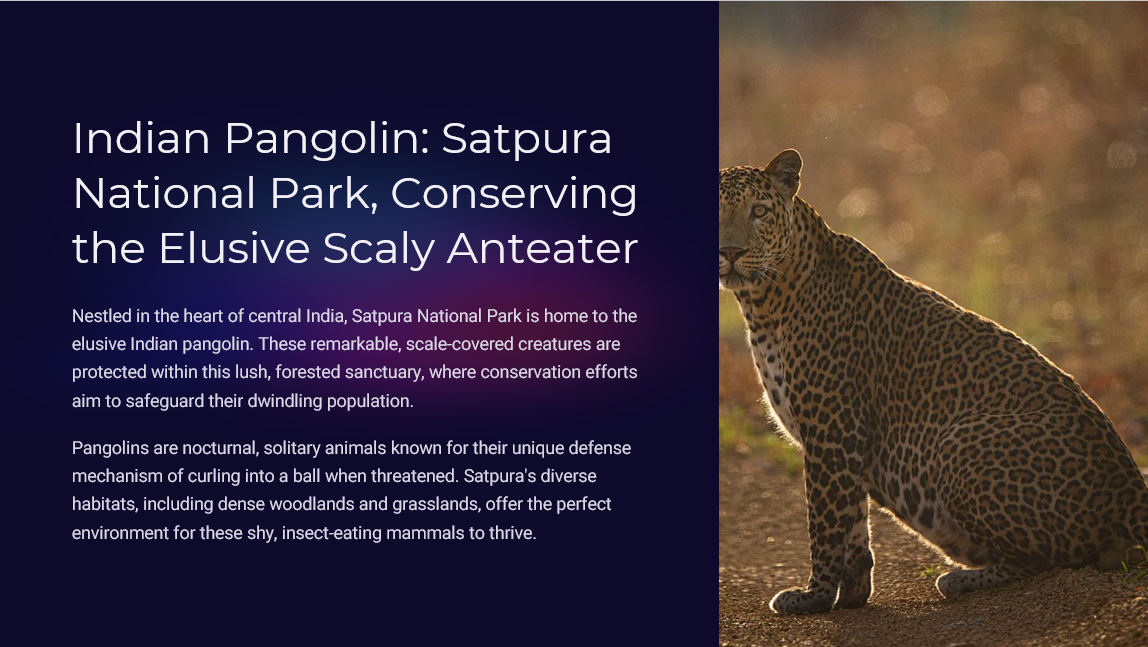 Indian Pangolin: Satpura
National Park, Conserving
the Elusive Scaly Anteater
Nestled in the heart of central India, Satpura National Park is home to the
elusive Indian pangolin. These remarkable, scale-covered creatures are
protected within this lush, forested sanctuary, where conservation efforts
aim to safeguard their dwindling population.
Pangolins are nocturnal, solitary animals known for their unique defense
mechanism of curling into a ball when threatened. Satpura's diverse
habitats, including dense woodlands and grasslands, offer the perfect
environment for these shy, insect-eating mammals to thrive.